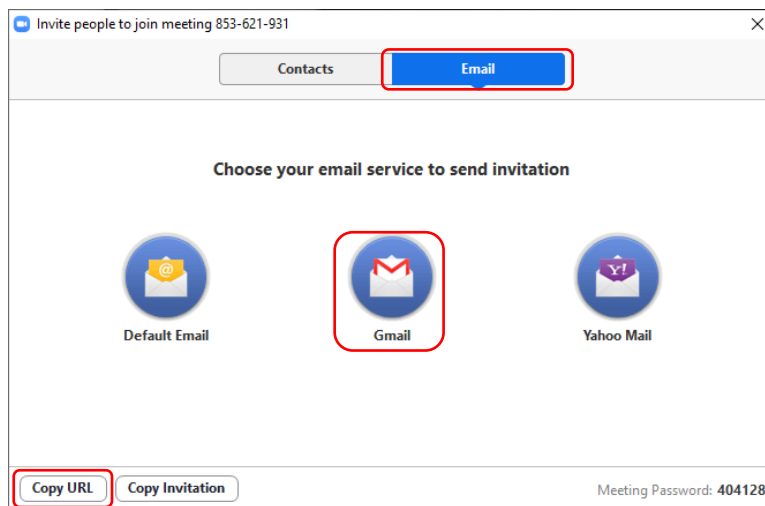 Invite people to join meeting 853-621-931
Contacts
Email
Choose your email service to send invitation
@
Y!
Default Email
Gmail
Yahoo Mail
Copy URL
Copy Invitation
Meeting Password: 404128